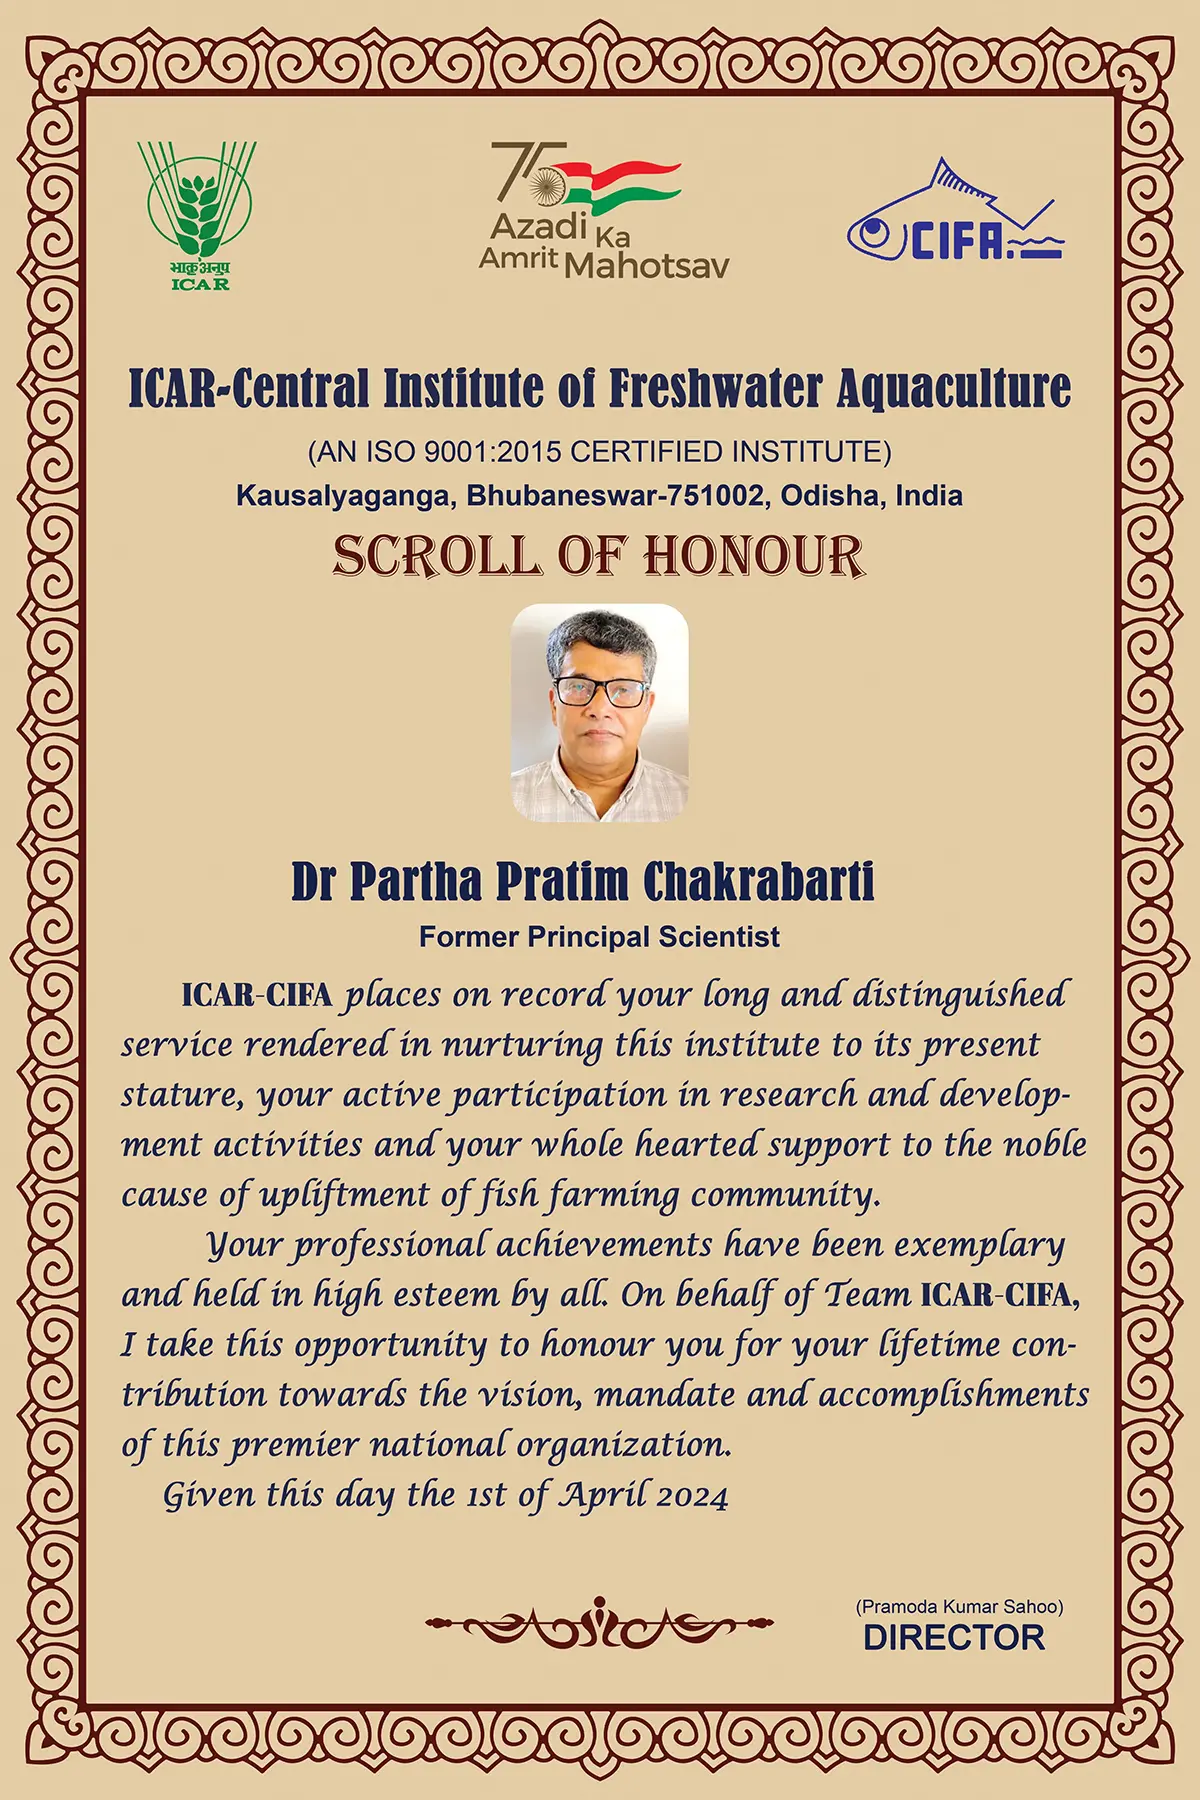 भाकृअनुप
ICAR
75
Azadi Ka
Amrit Mahotsav
CIFA.
ICAR-Central Institute of Freshwater Aquaculture
(AN ISO 9001:2015 CERTIFIED INSTITUTE)
Kausalyaganga, Bhubaneswar-751002, Odisha, India
SCROLL OF HONOUR
Dr Partha Pratim Chakrabarti
Former Principal Scientist
ICAR-CIFA places on record your long and distinguished
service rendered in nurturing this institute to its present
stature, your active participation in research and develop-
ment activities and your whole hearted support to the noble
cause of upliftment of fish farming community.
Your professional achievements have been exemplary
and held in high esteem by all. On behalf of Team ICAR-CIFA,
I take this opportunity to honour you for your lifetime con-
tribution towards the vision, mandate and accomplishments
of this premier national organization.
Given this day the 1st of April 2024
(Pramoda Kumar Sahoo)
DIRECTOR